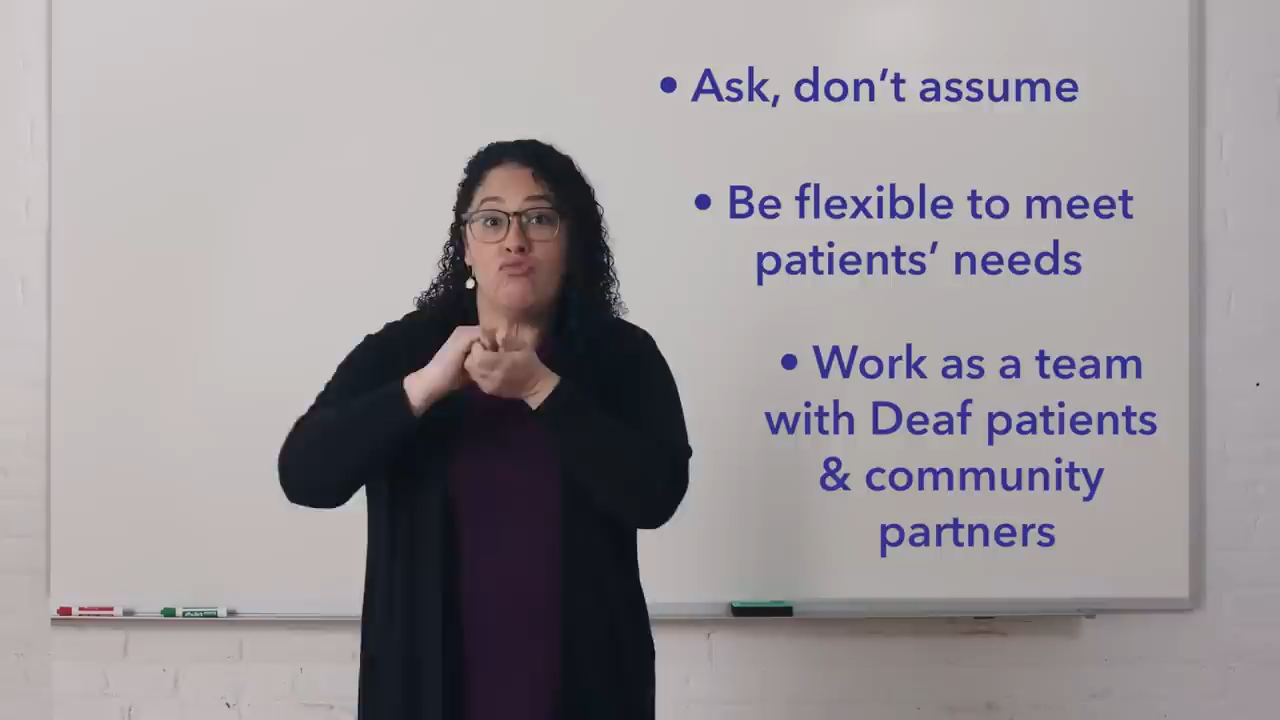 • Ask, don’t assume
• Be flexible to meet
patients’ needs
• Work as a team
with Deaf patients
& community
partners